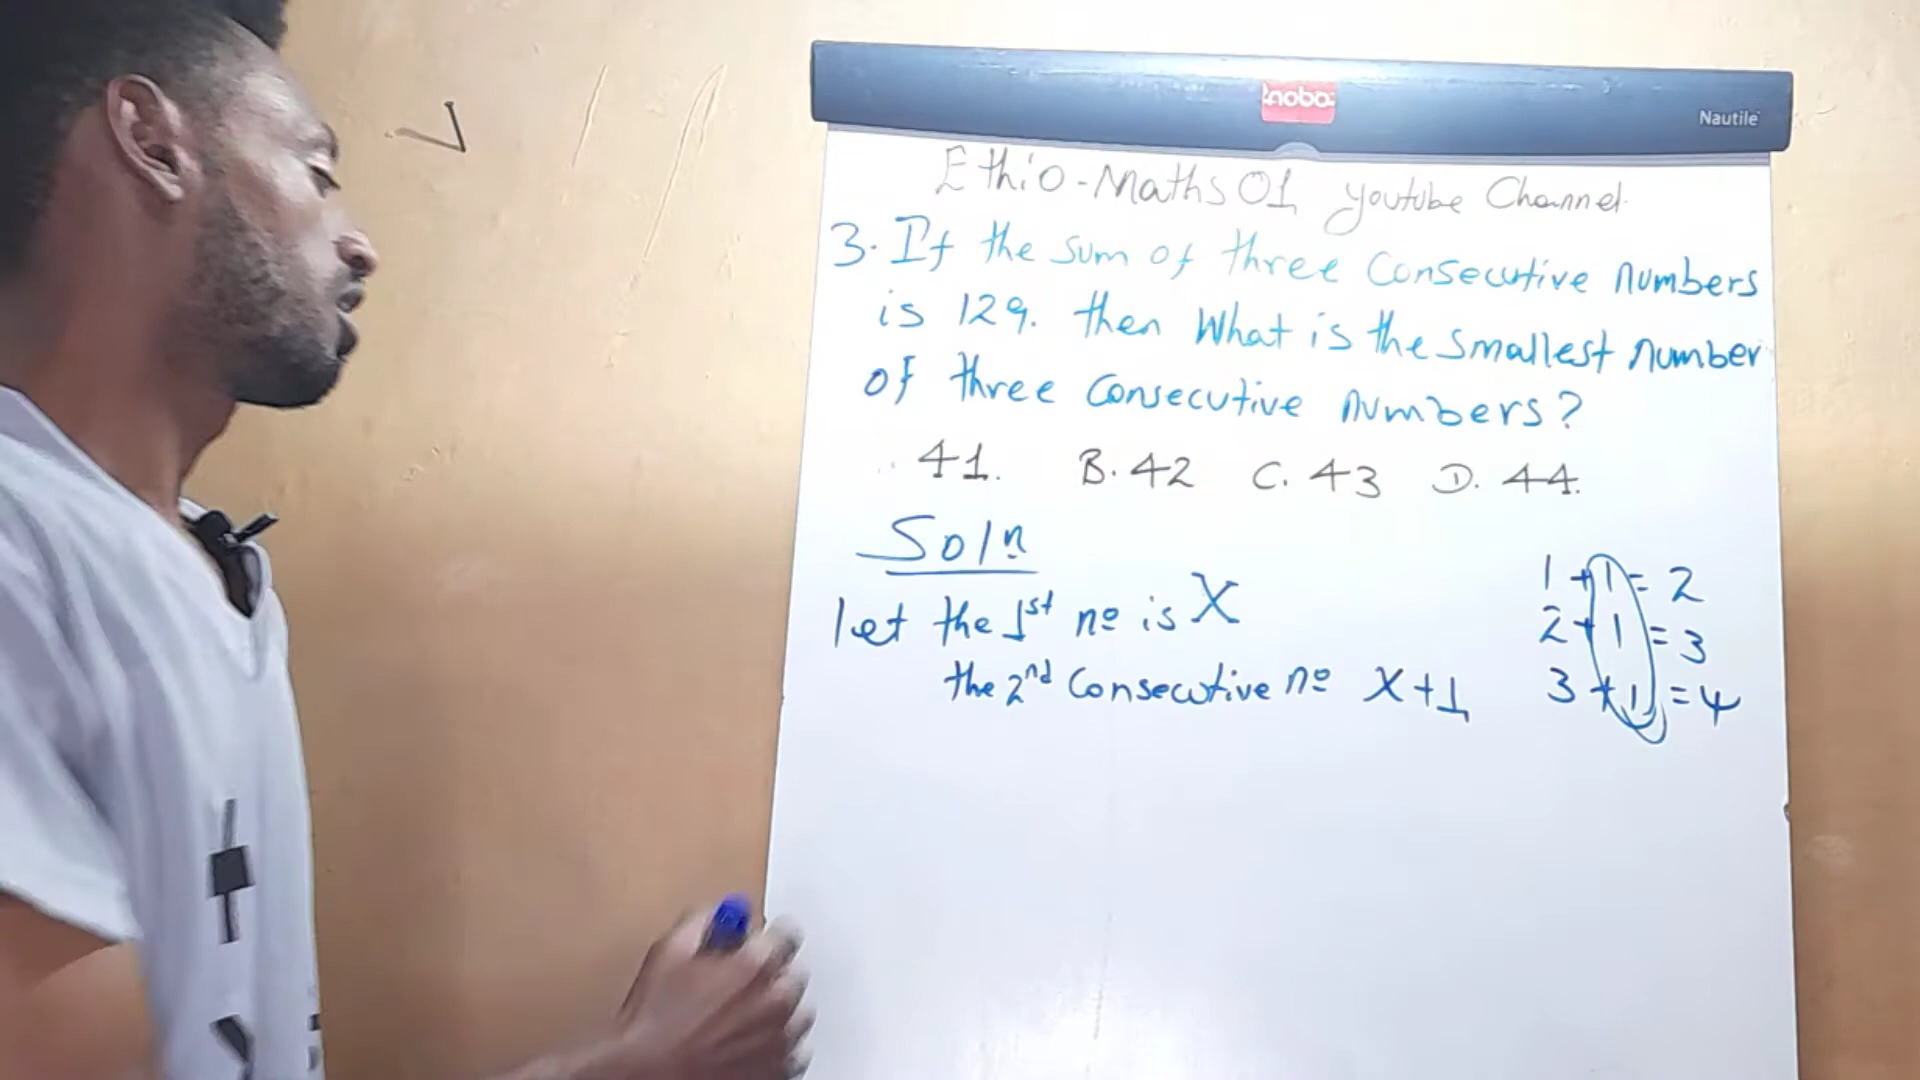 nobo
Nautile
Ethio-Maths 01 youtube Channel
3. If the sum of three Consecutive numbers
is 129. then What is the smallest number
of three Consecutive numbers?
41. B. 42 C. 43 D. 44.
Soln
let the 1st no is X
the 2nd Consecutive no X+1
1+1=2
2+1=3
3+1=4